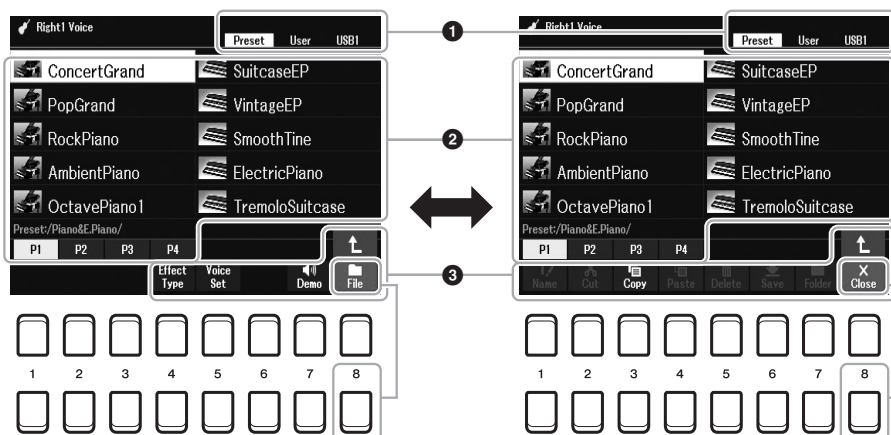 Right1 Voice
Preset User USB1
ConcertGrand SuitcaseEP
PopGrand VintageEP
RockPiano SmoothTine
AmbientPiano ElectricPiano
OctavePiano1 TremoloSuitcase
Preset:/Piano&E.Piano/
P1 P2 P3 P4
Effect Type Voice Set Demo File
1 2 3 4 5 6 7 8
1
2
3
Right1 Voice
Preset User USB1
ConcertGrand SuitcaseEP
PopGrand VintageEP
RockPiano SmoothTine
AmbientPiano ElectricPiano
OctavePiano1 TremoloSuitcase
Preset:/Piano&E.Piano/
P1 P2 P3 P4
Name Cut Copy Paste Delete Save Folder Close
1 2 3 4 5 6 7 8